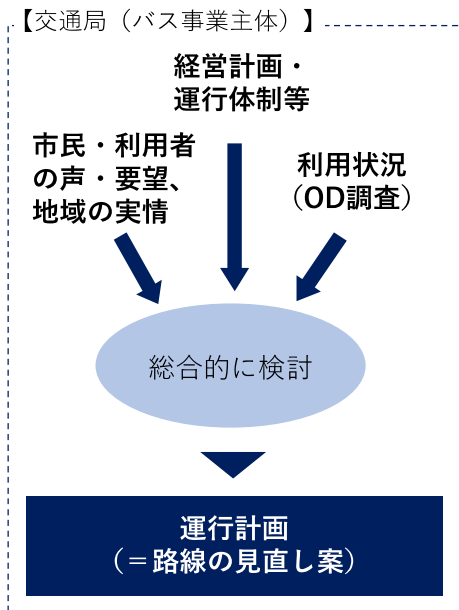 【交通局（バス事業主体）】
経営計画・
運行体制等
市民・利用者
の声・要望、
地域の実情
利用状況
（OD調査）
総合的に検討
運行計画
（＝路線の見直し案）